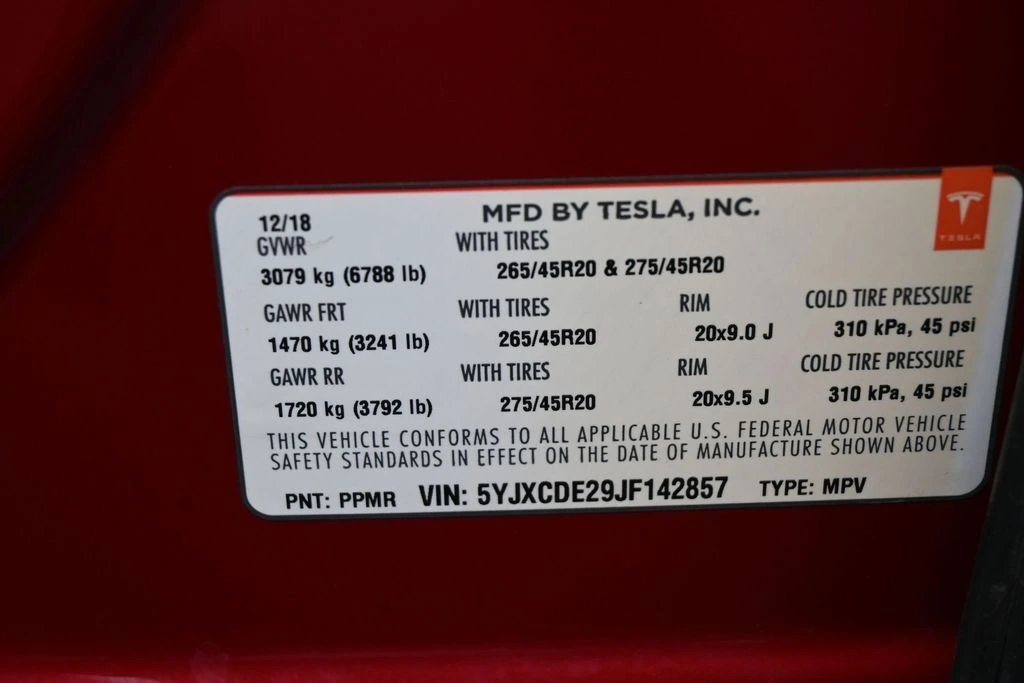 12/18 MFD BY TESLA, INC.
TESLA
GVWR WITH TIRES
3079 kg (6788 lb) 265/45R20 & 275/45R20
GAWR FRT WITH TIRES RIM COLD TIRE PRESSURE
1470 kg (3241 lb) 265/45R20 20x9.0 J 310 kPa, 45 psi
GAWR RR WITH TIRES RIM COLD TIRE PRESSURE
1720 kg (3792 lb) 275/45R20 20x9.5 J 310 kPa, 45 psi
THIS VEHICLE CONFORMS TO ALL APPLICABLE U.S. FEDERAL MOTOR VEHICLE
SAFETY STANDARDS IN EFFECT ON THE DATE OF MANUFACTURE SHOWN ABOVE.
PNT: PPMR VIN: 5YJXCDE29JF142857 TYPE: MPV